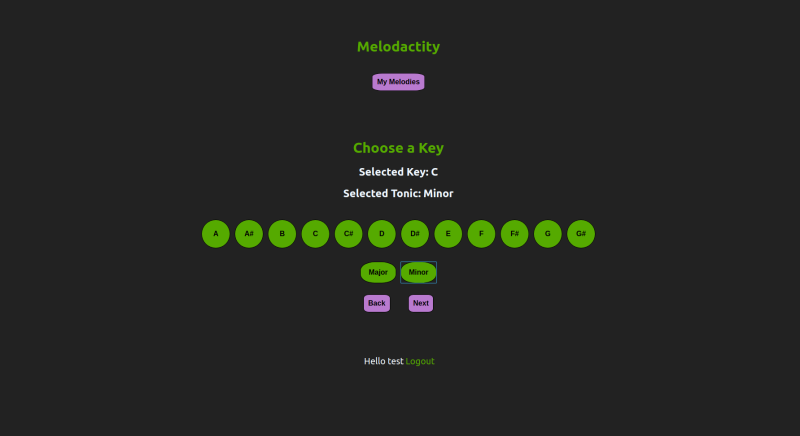 Melodactity
My Melodies
Choose a Key
Selected Key: C
Selected Tonic: Minor
A A# B C C# D D# E F F# G G#
Major Minor
Back Next
Hello test Logout